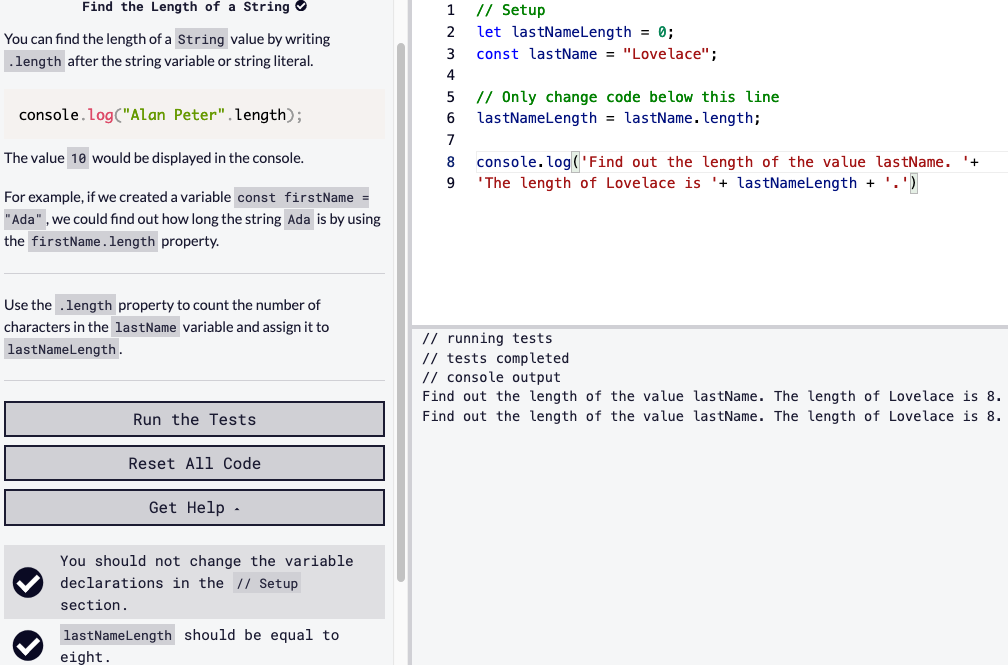 Find the Length of a String
You can find the length of a String value by writing
.length after the string variable or string literal.
console.log("Alan Peter".length);
The value 10 would be displayed in the console.
For example, if we created a variable const firstName =
"Ada", we could find out how long the string Ada is by using
the firstName.length property.
Use the .length property to count the number of
characters in the lastName variable and assign it to
lastNameLength.
Run the Tests
Reset All Code
Get Help
You should not change the variable
declarations in the // Setup
section.
lastNameLength should be equal to
eight.
1 // Setup
2 let lastNameLength = 0;
3 const lastName = "Lovelace";
4
5 // Only change code below this line
6 lastNameLength = lastName.length;
7
8 console.log('Find out the length of the value lastName. '+
9 'The length of Lovelace is '+ lastNameLength + '.')
// running tests
// tests completed
// console output
Find out the length of the value lastName. The length of Lovelace is 8.
Find out the length of the value lastName. The length of Lovelace is 8.